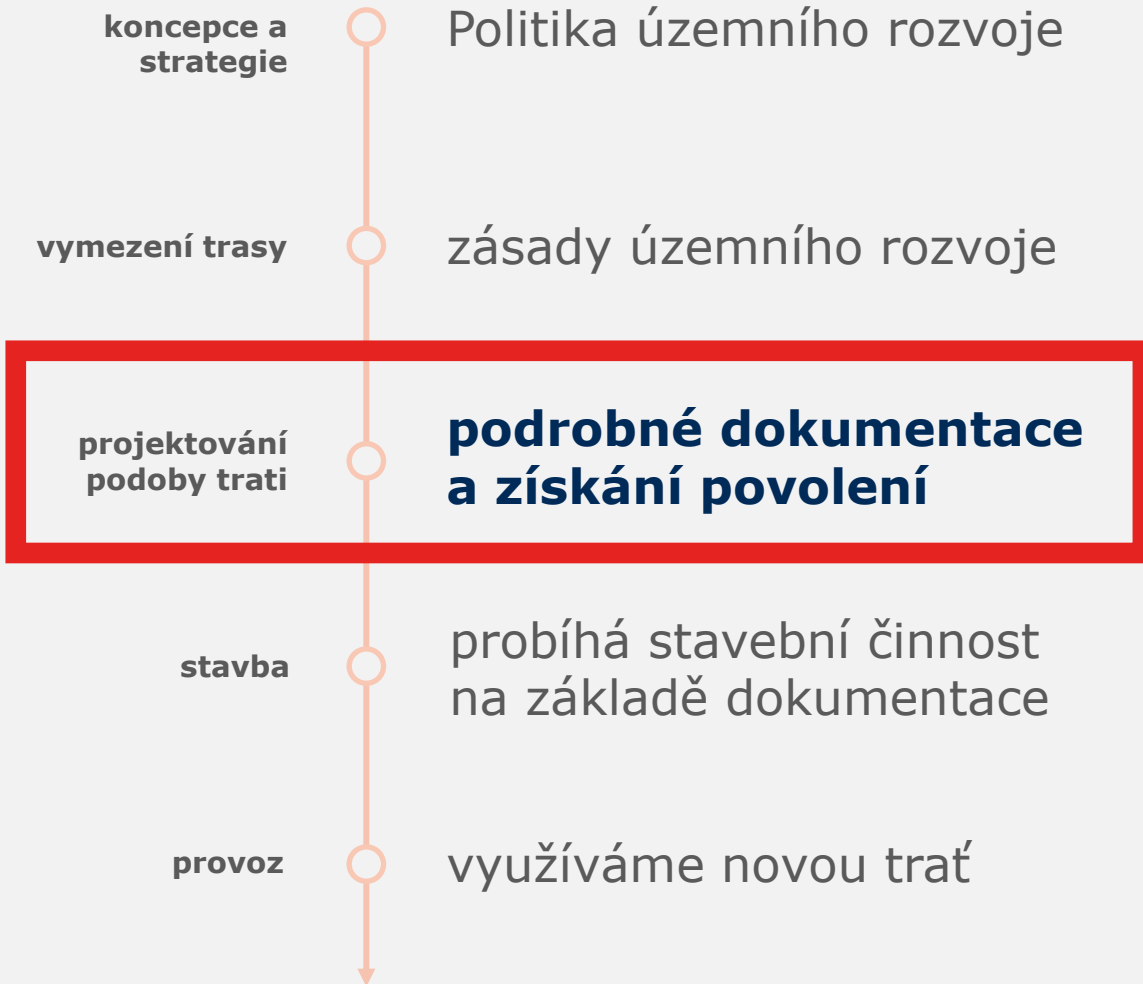 koncepce a
strategie
Politika územního rozvoje
vymezení trasy
zásady územního rozvoje
projektování
podoby trati
podrobné dokumentace
a získání povolení
stavba
probíhá stavební činnost
na základě dokumentace
provoz
využíváme novou trať